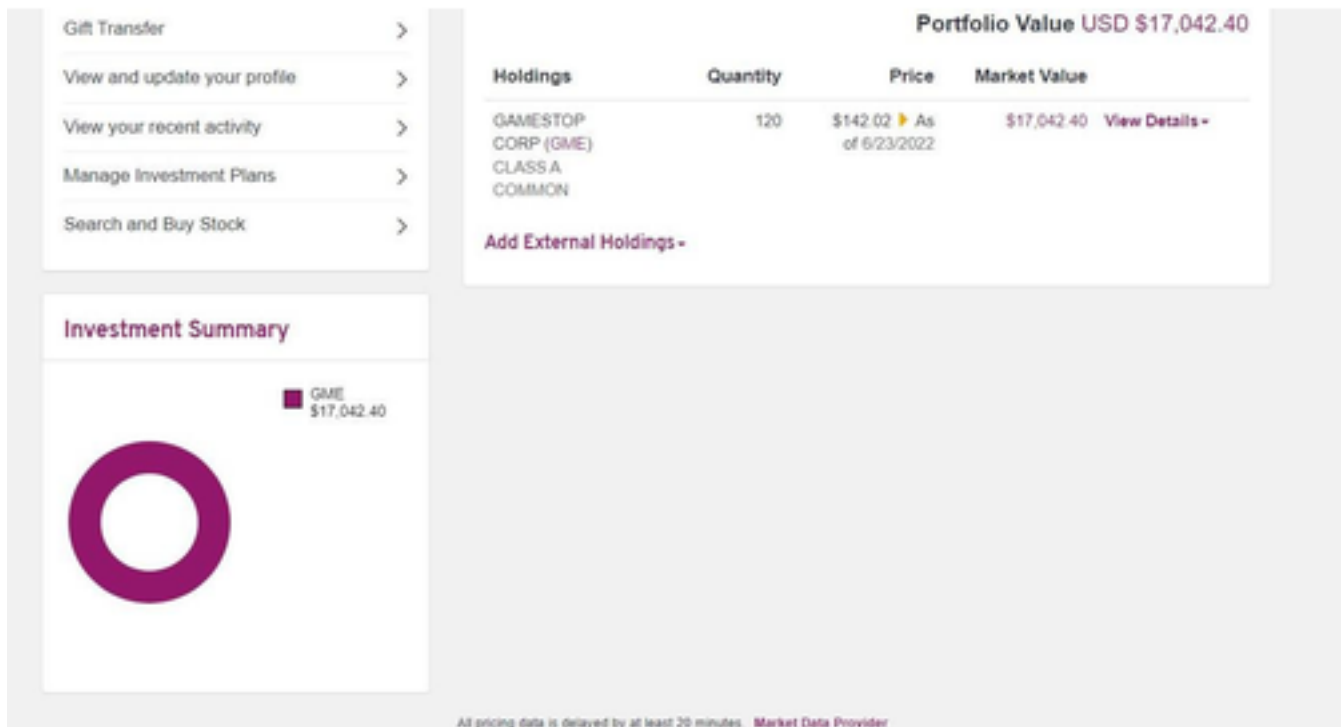 Gift Transfer
View and update your profile
View your recent activity
Manage Investment Plans
Search and Buy Stock
Portfolio Value USD $17,042.40
Holdings Quantity Price Market Value
GAMESTOP 120 $142.02 As $17,042.40 View Details
CORP (GME) of 6/23/2022
CLASS A
COMMON
Add External Holdings
Investment Summary
GME
$17,042.40
All pricing data is delayed by at least 20 minutes. Market Data Provider